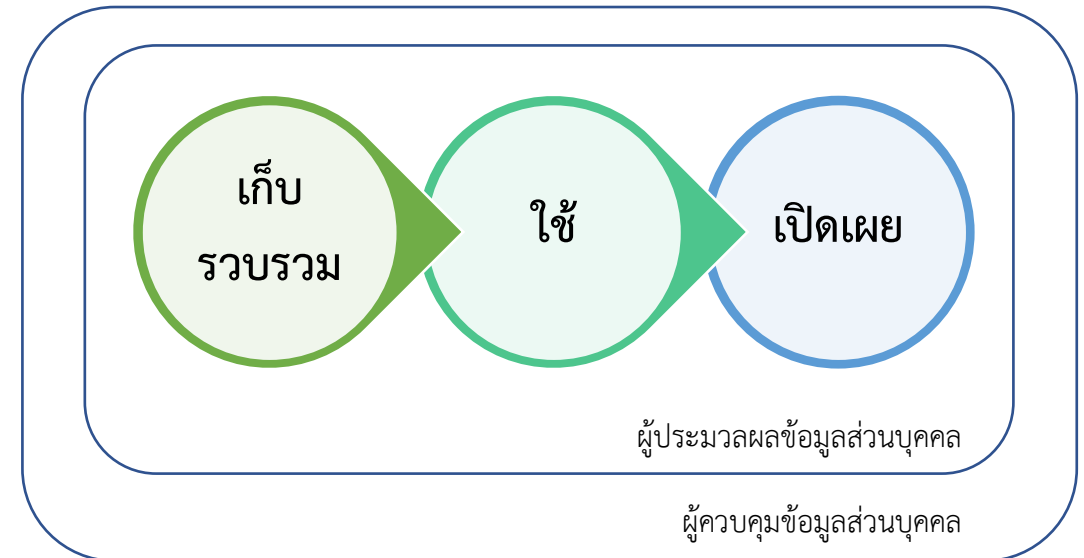 เก็บ
รวบรวม
ใช้
เปิดเผย
ผู้ประมวลผลข้อมูลส่วนบุคคล
ผู้ควบคุมข้อมูลส่วนบุคคล